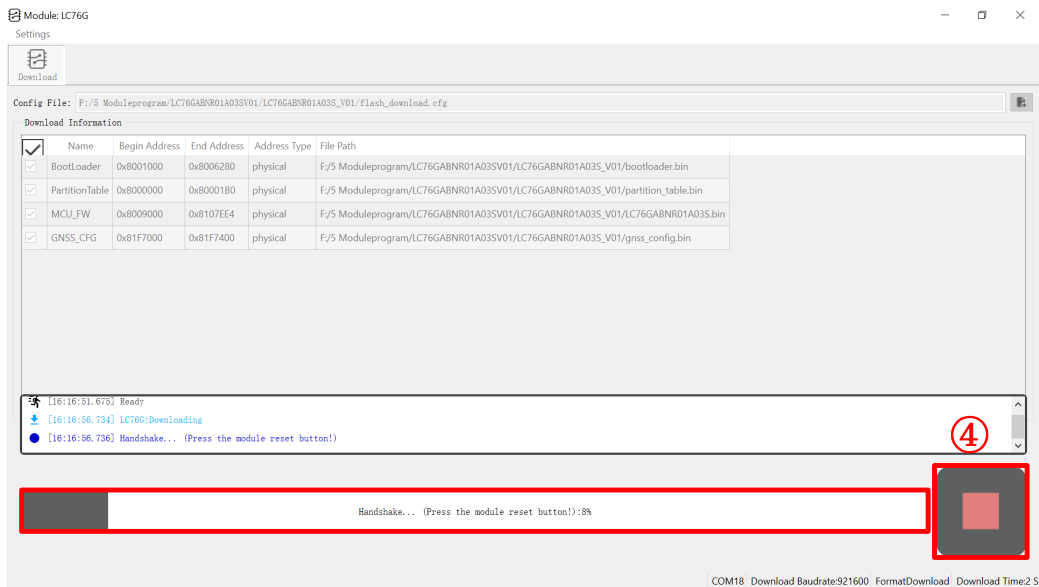 Module: LC76G
Settings
Download
Config File: F:/5 Moduleprogram/LC76GABNR01A03SV01/LC76GABNR01A03S_V01/flash_download.cfg
Download Information
Name Begin Address End Address Address Type File Path
BootLoader 0x8001000 0x8006280 physical F:/5 Moduleprogram/LC76GABNR01A03SV01/LC76GABNR01A03S_V01/bootloader.bin
PartitionTable 0x8000000 0x80001B0 physical F:/5 Moduleprogram/LC76GABNR01A03SV01/LC76GABNR01A03S_V01/partition_table.bin
MCU_FW 0x8009000 0x8107EE4 physical F:/5 Moduleprogram/LC76GABNR01A03SV01/LC76GABNR01A03S_V01/LC76GABNR01A03S.bin
GNSS_CFG 0x81F7000 0x81F7400 physical F:/5 Moduleprogram/LC76GABNR01A03SV01/LC76GABNR01A03S_V01/gnss_config.bin
[16:16:51.675] Ready
[16:16:56.734] LC76G:Downloading
[16:16:56.736] Handshake... (Press the module reset button!)
④
Handshake... (Press the module reset button!):8%
COM18 Download Baudrate:921600 FormatDownload Download Time:2 S